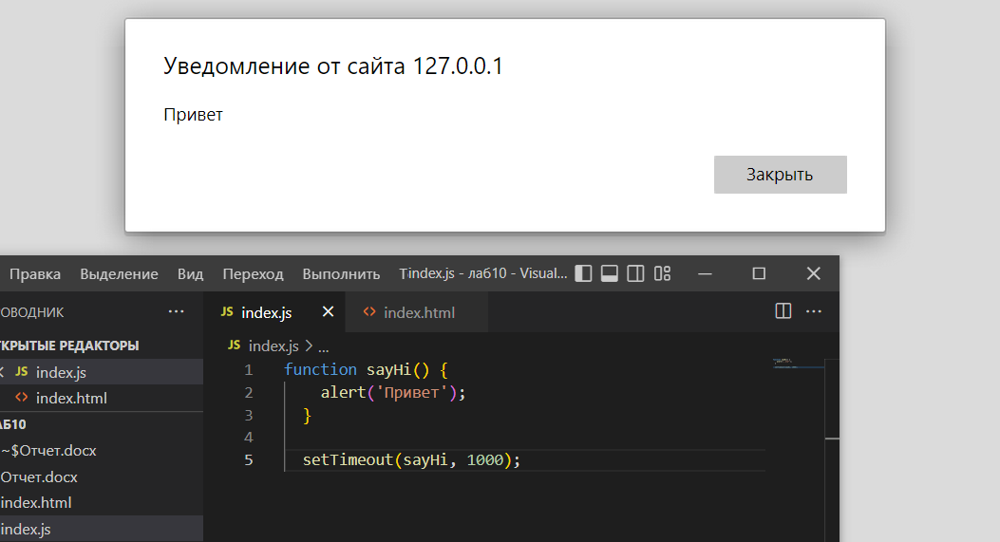 Уведомление от сайта 127.0.0.1
Привет
Закрыть
Правка Выделение Вид Переход Выполнить Tindex.js - лаб10 - Visual...
РОВОДНИК ...
JS index.js × <> index.html ...
КРЫТЫЕ РЕДАКТОРЫ
JS index.js > ...
JS index.js
<> index.html
АБ10
~$Отчет.docx
Отчет.docx
index.html
index.js
1 function sayHi() {
2 alert('Привет');
3 }
4
5 setTimeout(sayHi, 1000);